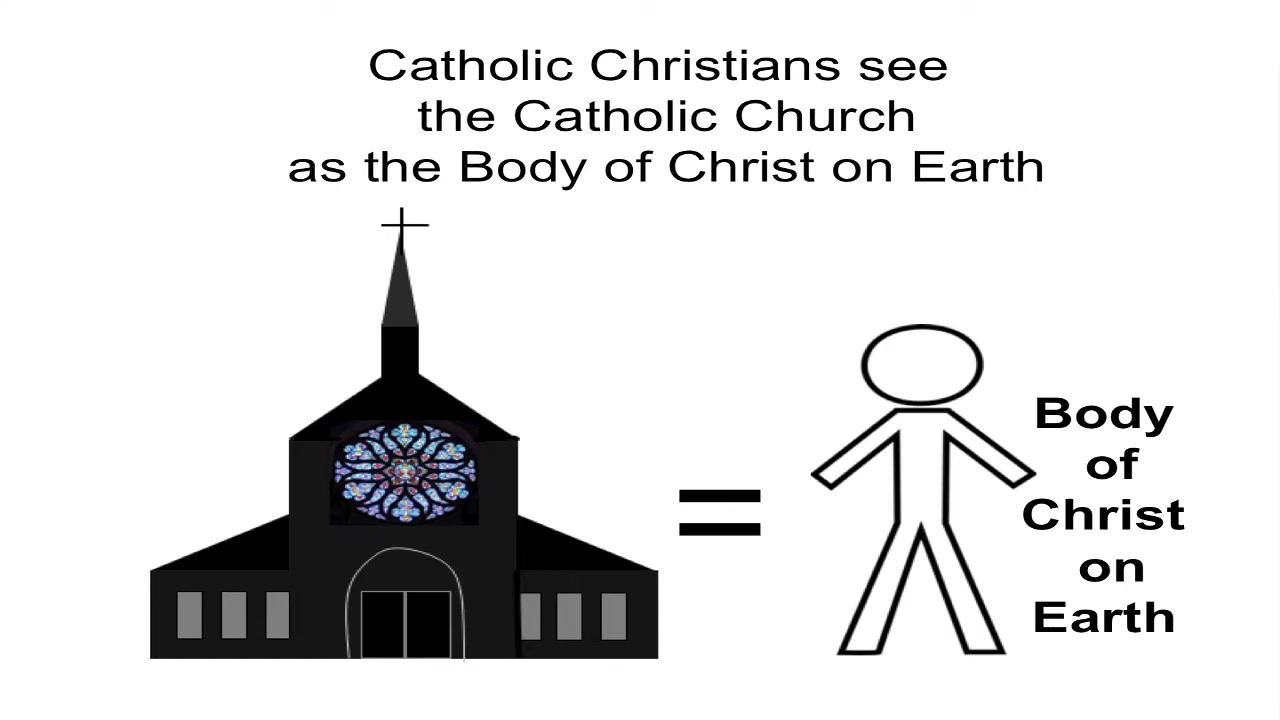 Catholic Christians see
the Catholic Church
as the Body of Christ on Earth
=
Body
of
Christ
on
Earth